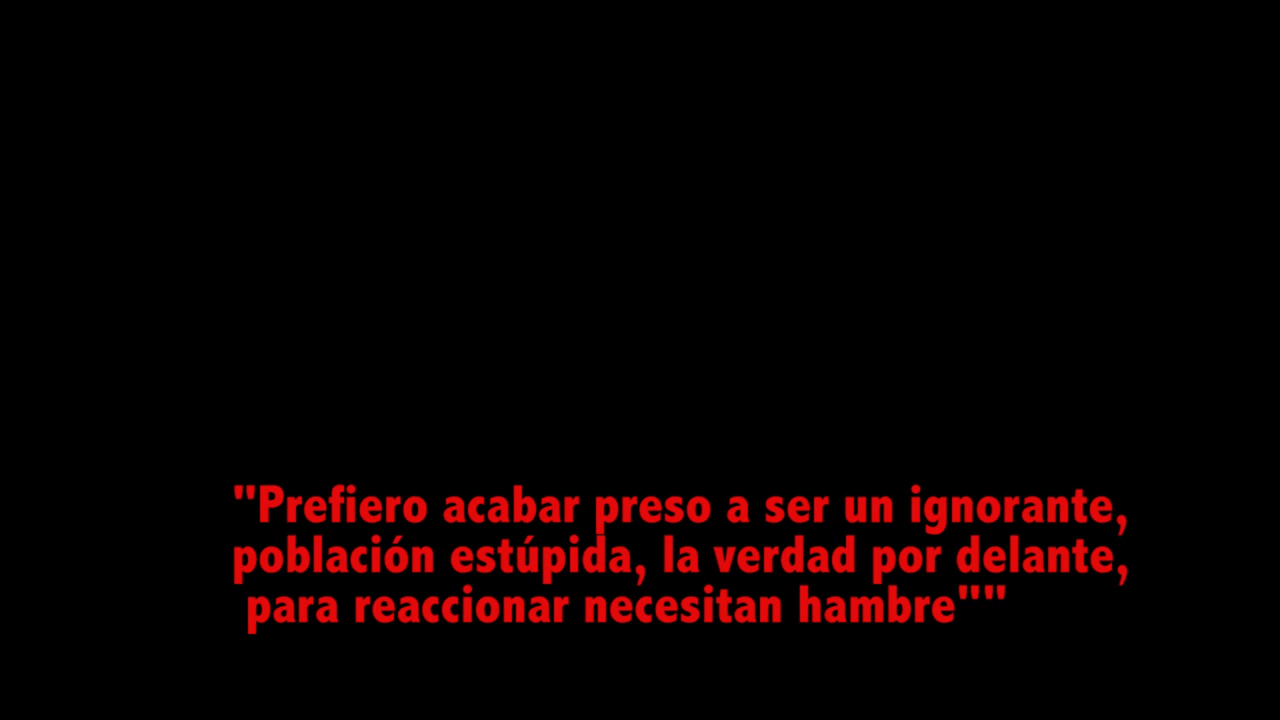 "Prefiero acabar preso a ser un ignorante,
población estúpida, la verdad por delante,
para reaccionar necesitan hambre""